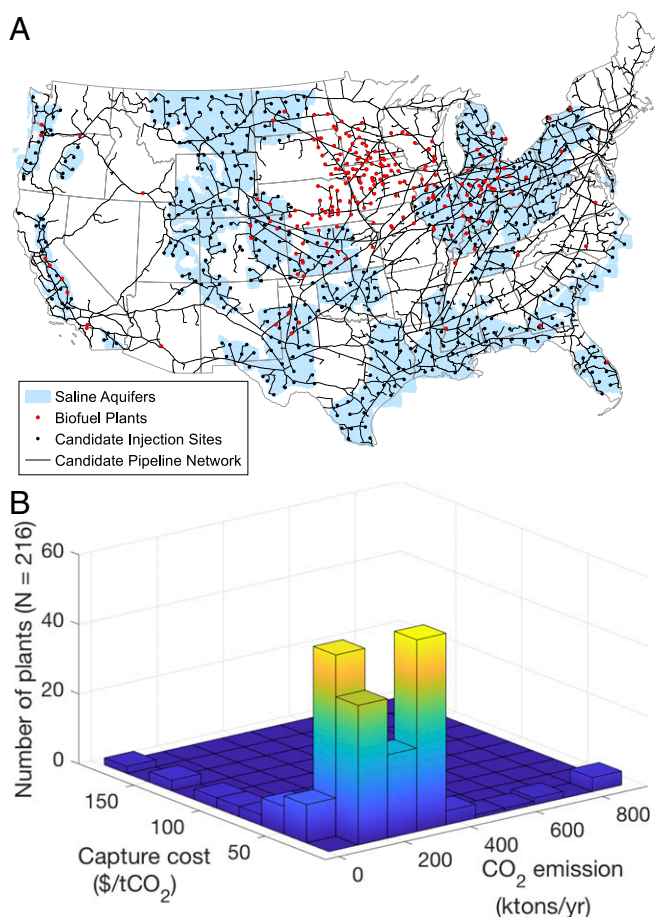 A
Saline Aquifers
Biofuel Plants
Candidate Injection Sites
Candidate Pipeline Network
B
Number of plants (N = 216)
60
40
20
0
150
100
50
Capture cost
($/tCO₂)
0
200
400
600
800
CO₂ emission
(ktons/yr)